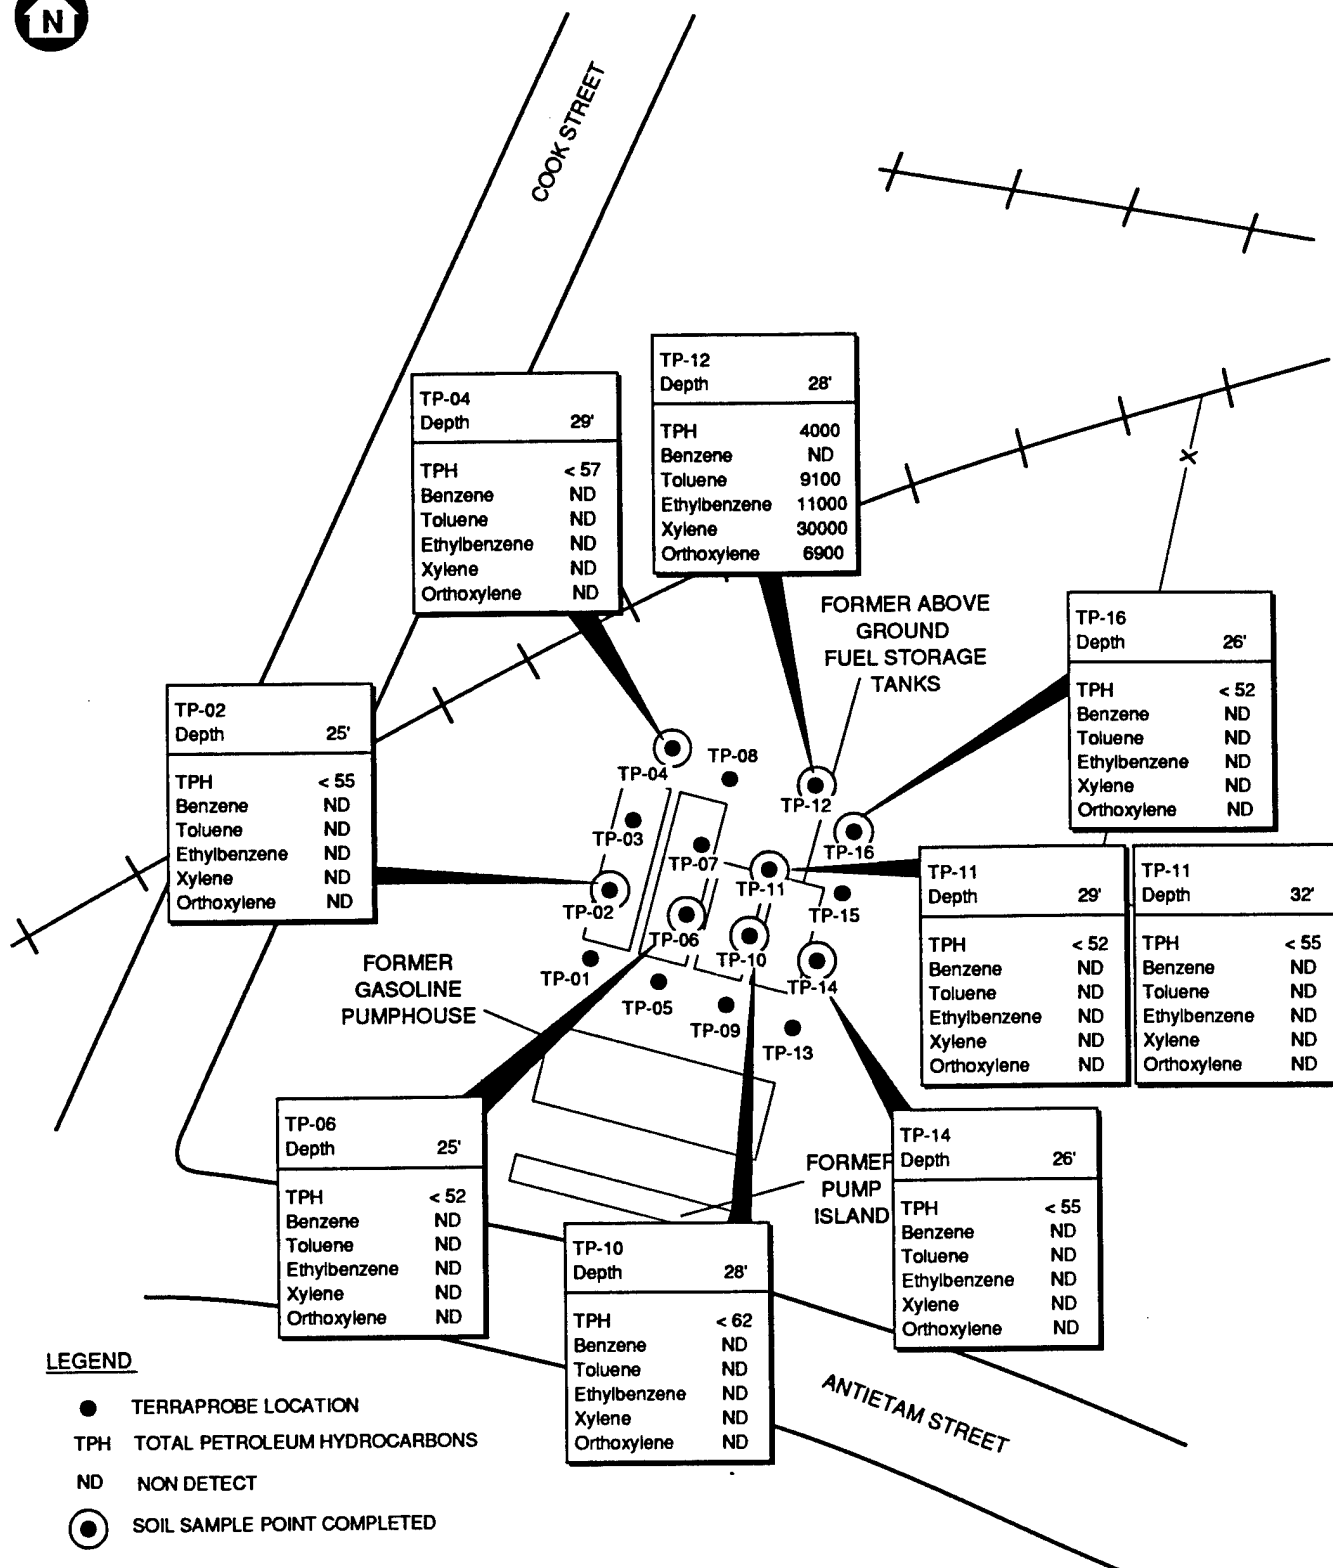 N
COOK STREET
TP-12
Depth 28'
TPH 4000
Benzene ND
Toluene 9100
Ethylbenzene 11000
Xylene 30000
Orthoxylene 6900
TP-04
Depth 29'
TPH < 57
Benzene ND
Toluene ND
Ethylbenzene ND
Xylene ND
Orthoxylene ND
X
FORMER ABOVE
GROUND
FUEL STORAGE
TANKS
TP-16
Depth 26'
TPH < 52
Benzene ND
Toluene ND
Ethylbenzene ND
Xylene ND
Orthoxylene ND
TP-02
Depth 25'
TPH < 55
Benzene ND
Toluene ND
Ethylbenzene ND
Xylene ND
Orthoxylene ND
TP-08
TP-04
TP-12
TP-03
TP-16
TP-07
TP-11
TP-02
TP-15
TP-06
TP-10
TP-01
TP-14
TP-05
TP-09
TP-13
TP-11
Depth 29'
TPH < 52
Benzene ND
Toluene ND
Ethylbenzene ND
Xylene ND
Orthoxylene ND
TP-11
Depth 32'
TPH < 55
Benzene ND
Toluene ND
Ethylbenzene ND
Xylene ND
Orthoxylene ND
FORMER
GASOLINE
PUMPHOUSE
TP-06
Depth 25'
TPH < 52
Benzene ND
Toluene ND
Ethylbenzene ND
Xylene ND
Orthoxylene ND
FORMER
PUMP
ISLAND
TP-14
Depth 26'
TPH < 55
Benzene ND
Toluene ND
Ethylbenzene ND
Xylene ND
Orthoxylene ND
TP-10
Depth 28'
TPH < 62
Benzene ND
Toluene ND
Ethylbenzene ND
Xylene ND
Orthoxylene ND
ANTIETAM STREET
LEGEND
TERRAPROBE LOCATION
TPH TOTAL PETROLEUM HYDROCARBONS
ND NON DETECT
SOIL SAMPLE POINT COMPLETED